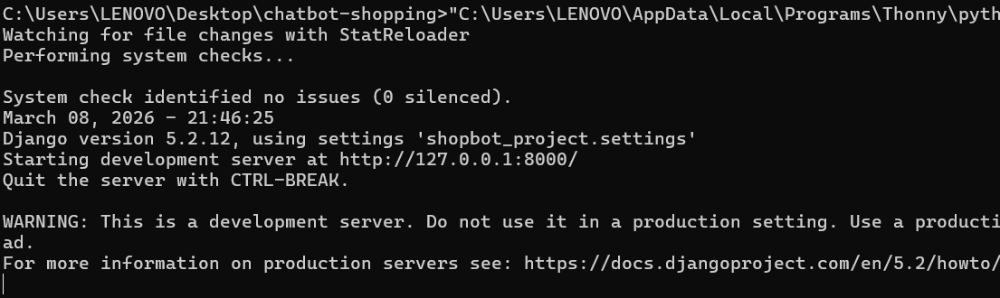 C:\Users\LENOVO\Desktop\chatbot-shopping>"C:\Users\LENOVO\AppData\Local\Programs\Thonny\pyth
Watching for file changes with StatReloader
Performing system checks...
System check identified no issues (0 silenced).
March 08, 2026 - 21:46:25
Django version 5.2.12, using settings 'shopbot_project.settings'
Starting development server at http://127.0.0.1:8000/
Quit the server with CTRL-BREAK.
WARNING: This is a development server. Do not use it in a production setting. Use a producti
ad.
For more information on production servers see: https://docs.djangoproject.com/en/5.2/howto/